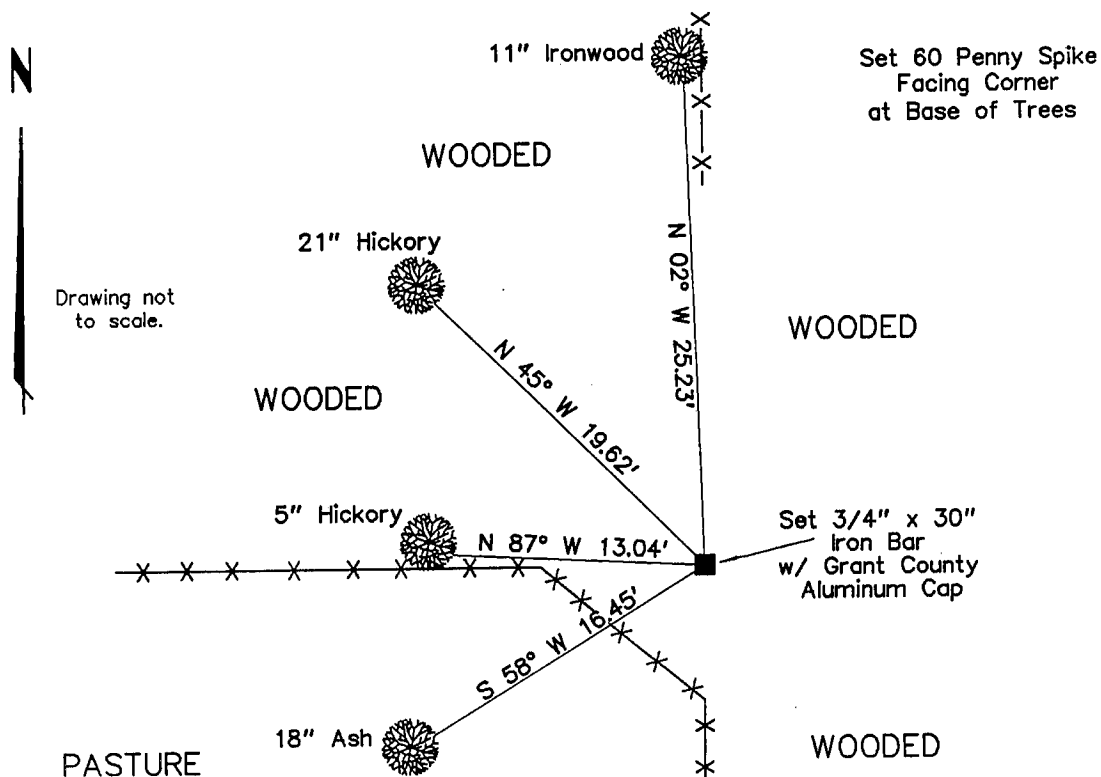 N
11" Ironwood
Set 60 Penny Spike
Facing Corner
at Base of Trees
WOODED
21" Hickory
N 02° W 25.23'
Drawing not
to scale.
WOODED
N 45° W 19.62'
WOODED
5" Hickory
N 87° W 13.04'
Set 3/4" x 30"
Iron Bar
w/ Grant County
Aluminum Cap
S 58° W 16.45'
18" Ash
PASTURE
WOODED